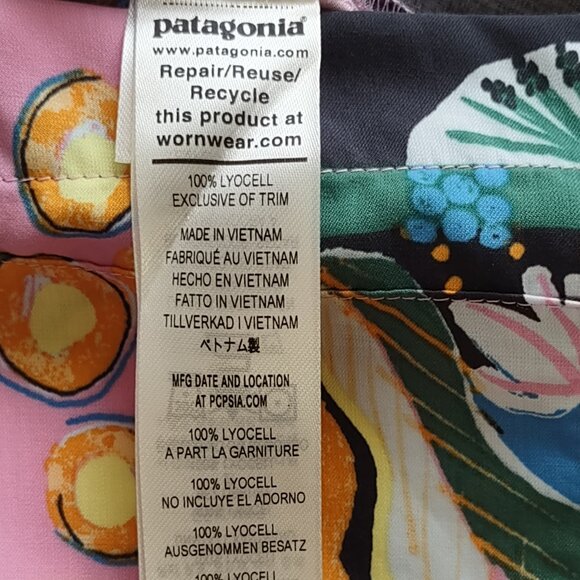 patagonia®
www.patagonia.com
Repair/Reuse/
Recycle
this product at
wornwear.com
100% LYOCELL
EXCLUSIVE OF TRIM
MADE IN VIETNAM
FABRIQUÉ AU VIETNAM
HECHO EN VIETNAM
FATTO IN VIETNAM
TILLVERKAD I VIETNAM
ベトナム製
MFG DATE AND LOCATION
AT PCPSIA.COM
100% LYOCELL
A PART LA GARNITURE
100% LYOCELL
NO INCLUYE EL ADORNO
100% LYOCELL
AUSGENOMMEN BESATZ
100% LYOCELL